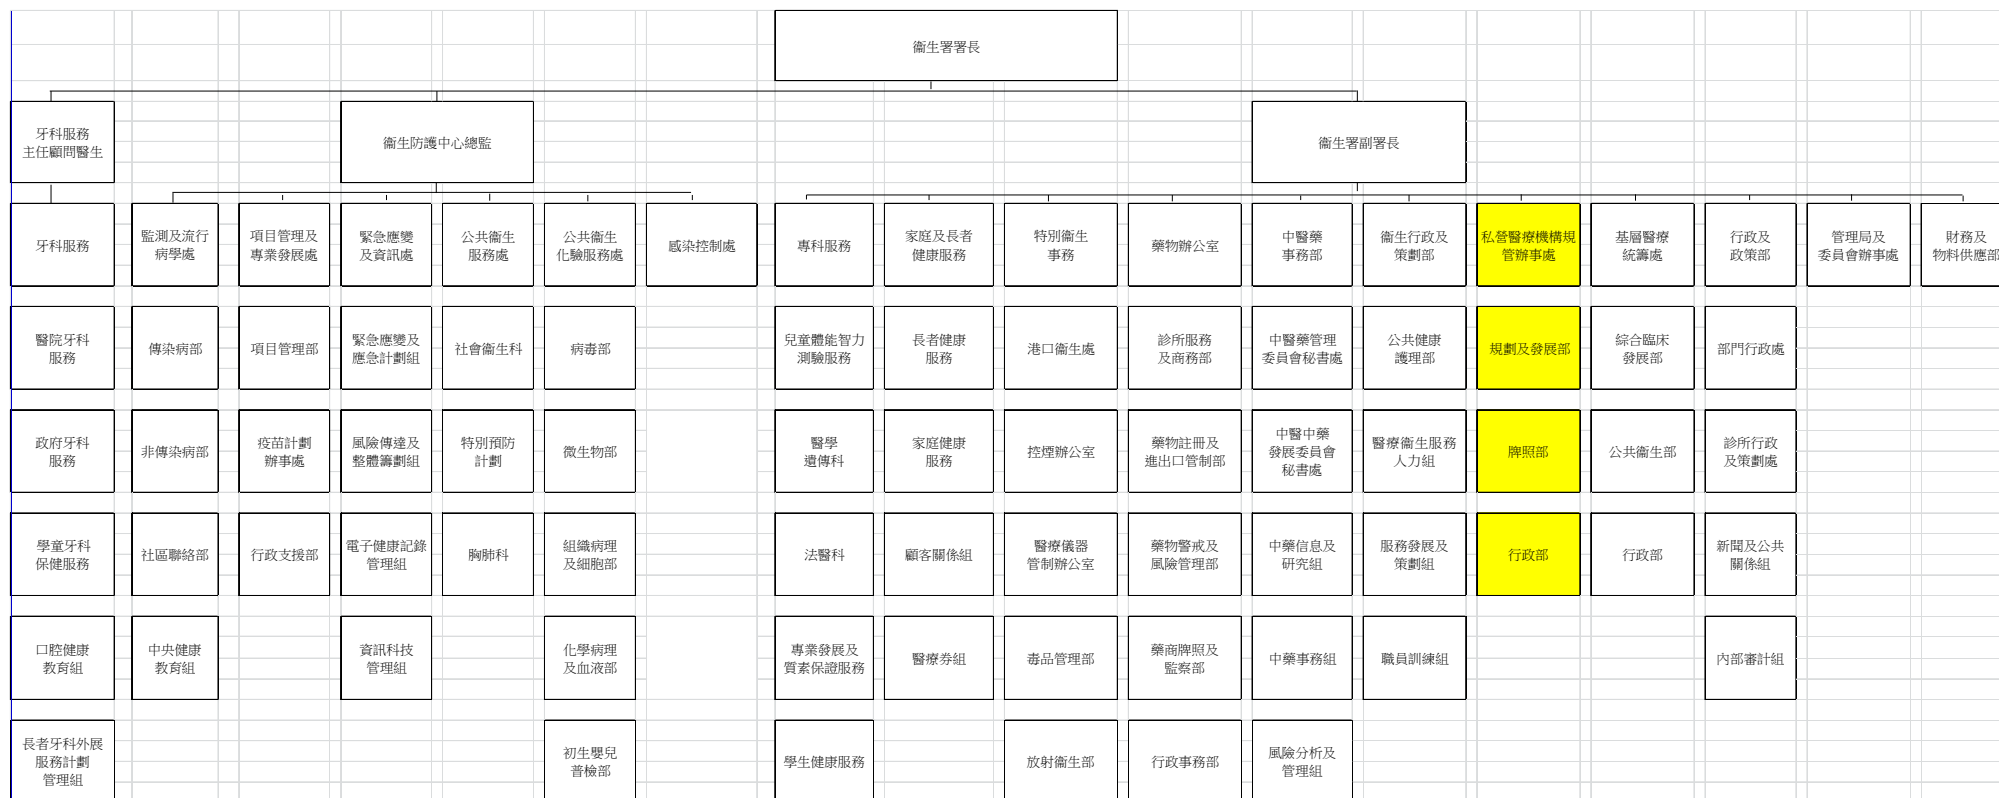 衞生署署長
牙科服務
主任顧問醫生
衞生防護中心總監
衞生署副署長
牙科服務
監測及流行
病學處
項目管理及
專業發展處
緊急應變
及資訊處
公共衞生
服務處
公共衞生
化驗服務處
感染控制處
專科服務
家庭及長者
健康服務
特別衞生
事務
藥物辦公室
中醫藥
事務部
衞生行政及
策劃部
私營醫療機構規
管辦事處
基層醫療
統籌處
行政及
政策部
管理局及
委員會辦事處
財務及
物料供應部
醫院牙科
服務
傳染病部
項目管理部
緊急應變及
應急計劃組
社會衞生科
病毒部
兒童體能智力
測驗服務
長者健康
服務
港口衞生處
診所服務
及商務部
中醫藥管理
委員會秘書處
公共健康
護理部
規劃及發展部
綜合臨床
發展部
部門行政處
政府牙科
服務
非傳染病部
疫苗計劃
辦事處
風險傳達及
整體籌劃組
特別預防
計劃
微生物部
醫學
遺傳科
家庭健康
服務
控煙辦公室
藥物註冊及
進出口管制部
中醫中藥
發展委員會
秘書處
醫療衞生服務
人力組
牌照部
公共衞生部
診所行政
及策劃處
學童牙科
保健服務
社區聯絡部
行政支援部
電子健康記錄
管理組
胸肺科
組織病理
及細胞部
法醫科
顧客關係組
醫療儀器
管制辦公室
藥物警戒及
風險管理部
中藥信息及
研究組
服務發展及
策劃組
行政部
行政部
新聞及公共
關係組
口腔健康
教育組
中央健康
教育組
資訊科技
管理組
化學病理
及血液部
專業發展及
質素保證服務
醫療券組
毒品管理部
藥商牌照及
監察部
中藥事務組
職員訓練組
內部審計組
長者牙科外展
服務計劃
管理組
初生嬰兒
普檢部
學生健康服務
放射衞生部
行政事務部
風險分析及
管理組